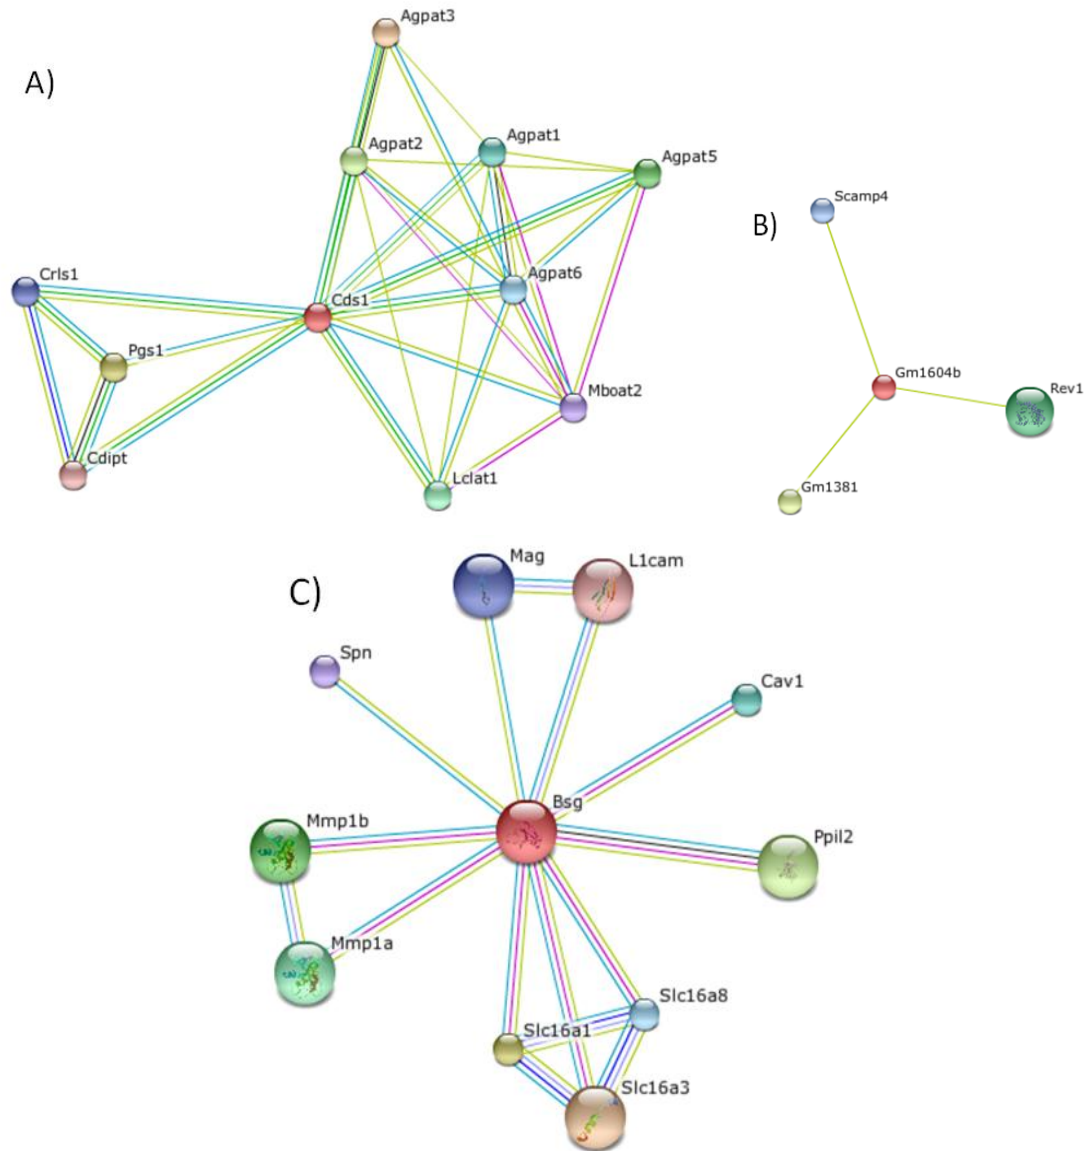 A)
Agpat3
Agpat2
Agpat1
Agpat5
Agpat6
Crls1
Cds1
Pgs1
Mboat2
Cdipt
Lclat1
B)
Scamp4
Gm1604b
Rev1
Gm1381
C)
Mag
L1cam
Spn
Cav1
Bsg
Mmp1b
Ppil2
Mmp1a
Slc16a8
Slc16a1
Slc16a3